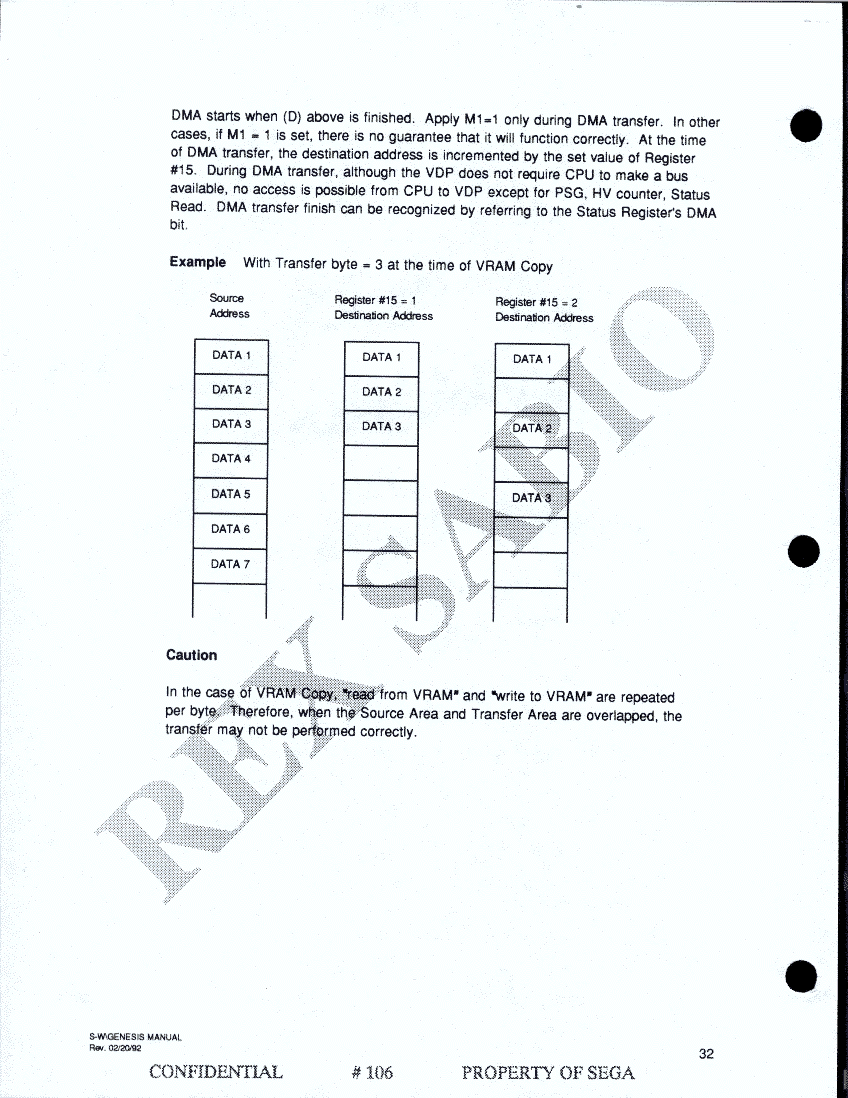 DMA starts when (D) above is finished. Apply M1=1 only during DMA transfer. In other
cases, if M1 = 1 is set, there is no guarantee that it will function correctly. At the time
of DMA transfer, the destination address is incremented by the set value of Register
#15. During DMA transfer, although the VDP does not require CPU to make a bus
available, no access is possible from CPU to VDP except for PSG, HV counter, Status
Read. DMA transfer finish can be recognized by referring to the Status Register's DMA
bit.
Example With Transfer byte = 3 at the time of VRAM Copy
Source
Address
DATA 1
DATA 2
DATA 3
DATA 4
DATA 5
DATA 6
DATA 7
Register #15 = 1
Destination Address
DATA 1
DATA 2
DATA 3
Register #15 = 2
Destination Address
DATA 1
DATA 2
DATA 3
Caution
In the case of VRAM Copy, "read from VRAM" and "write to VRAM" are repeated
per byte. Therefore, when the Source Area and Transfer Area are overlapped, the
transfer may not be performed correctly.
REX SABIO
S-W\GENESIS MANUAL
Rev. 02/20/92
32
CONFIDENTIAL # 106 PROPERTY OF SEGA